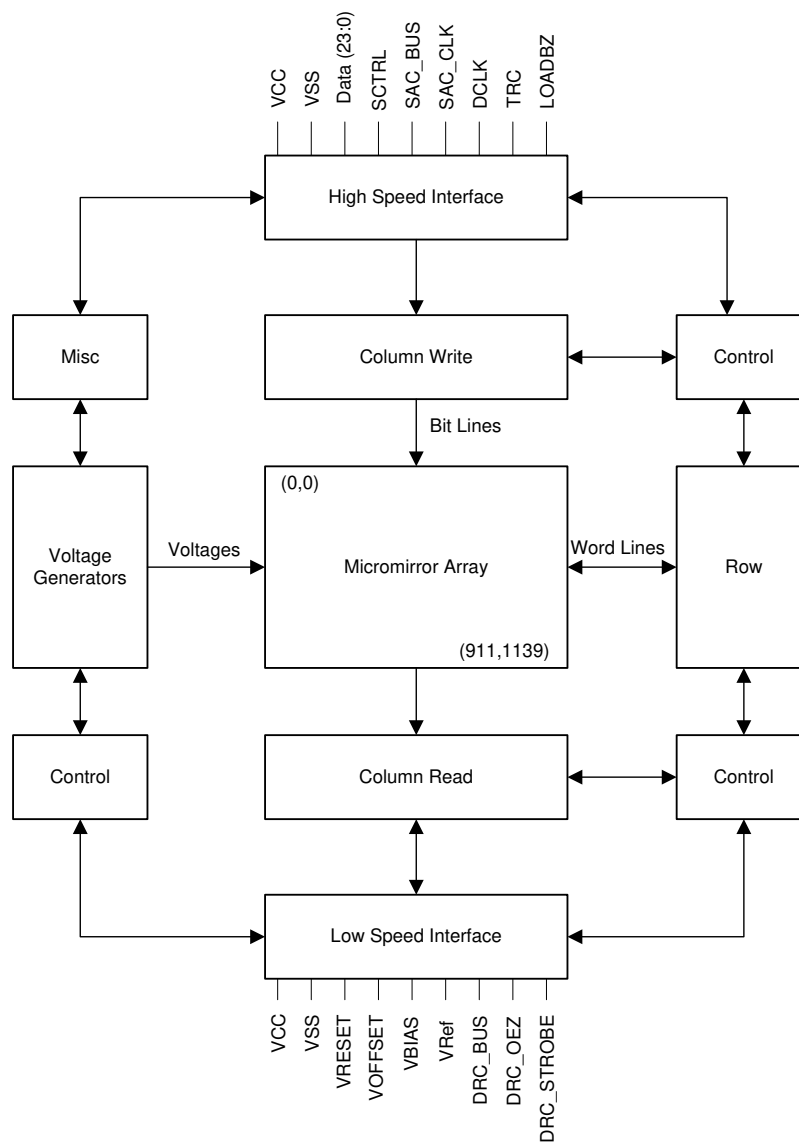 VCC
VSS
Data (23:0)
SCTRL
SAC_BUS
SAC_CLK
DCLK
TRC
LOADBZ
High Speed Interface
Misc
Column Write
Control
Bit Lines
(0,0)
Voltage
Generators
Voltages
Micromirror Array
Word Lines
Row
(911,1139)
Control
Column Read
Control
Low Speed Interface
VCC
VSS
VRESET
VOFFSET
VBIAS
VRef
DRC_BUS
DRC_OEZ
DRC_STROBE